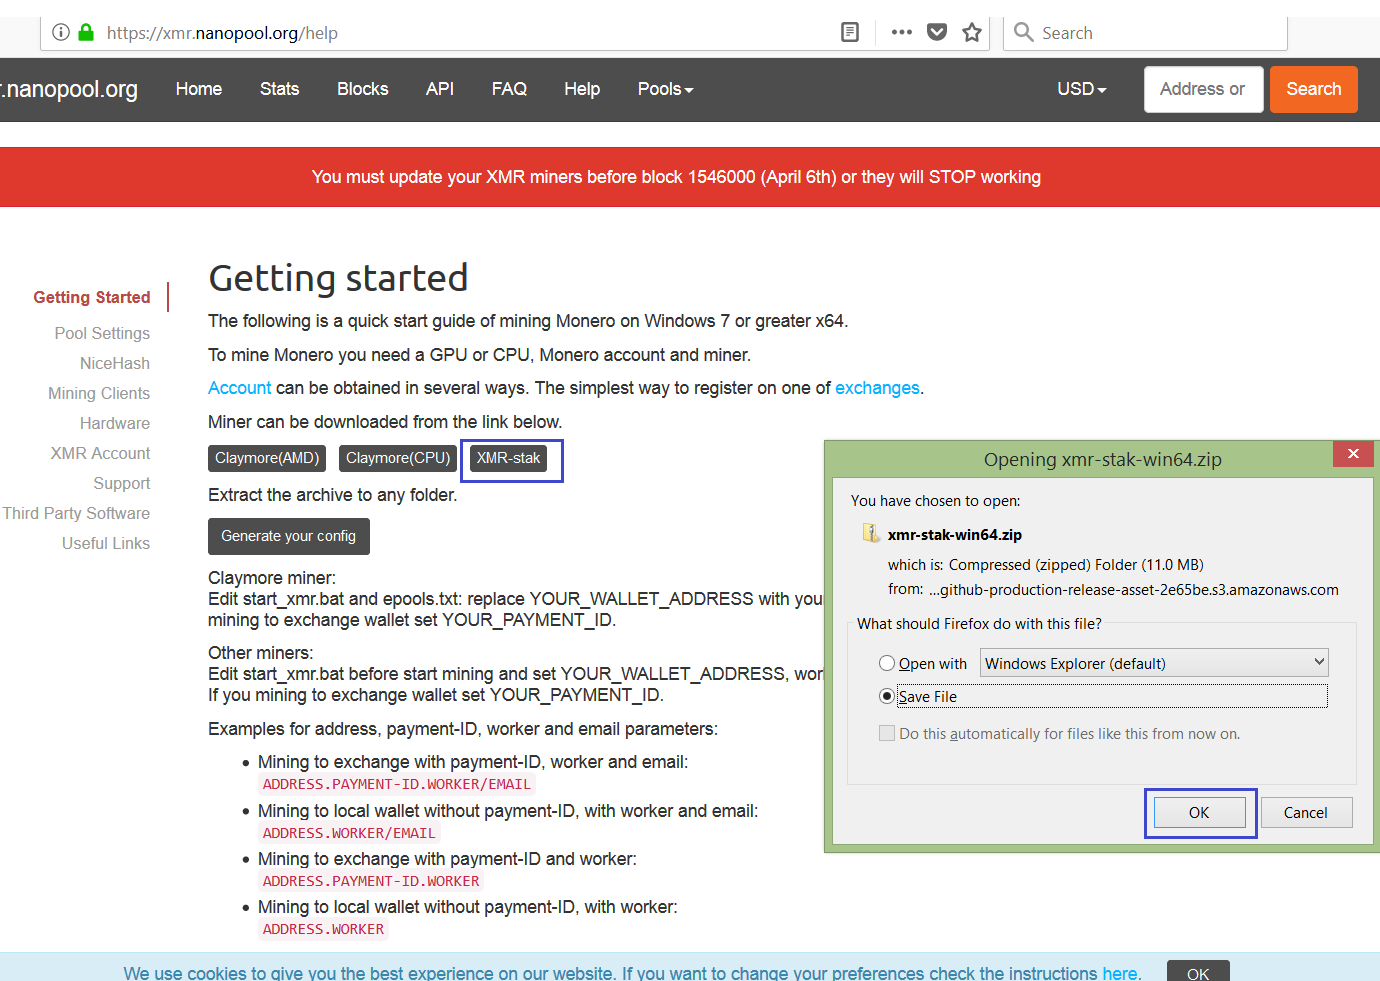 https://xmr.nanopool.org/help
Search
r.nanopool.org
Home
Stats
Blocks
API
FAQ
Help
Pools
USD
Address or
Search
You must update your XMR miners before block 1546000 (April 6th) or they will STOP working
Getting Started
Pool Settings
NiceHash
Mining Clients
Hardware
XMR Account
Support
Third Party Software
Useful Links
Getting started
The following is a quick start guide of mining Monero on Windows 7 or greater x64.
To mine Monero you need a GPU or CPU, Monero account and miner.
Account can be obtained in several ways. The simplest way to register on one of exchanges.
Miner can be downloaded from the link below.
Claymore(AMD)
Claymore(CPU)
XMR-stak
Extract the archive to any folder.
Generate your config
Claymore miner:
Edit start_xmr.bat and epools.txt: replace YOUR_WALLET_ADDRESS with you
mining to exchange wallet set YOUR_PAYMENT_ID.
Other miners:
Edit start_xmr.bat before start mining and set YOUR_WALLET_ADDRESS, wor
If you mining to exchange wallet set YOUR_PAYMENT_ID.
Examples for address, payment-ID, worker and email parameters:
• Mining to exchange with payment-ID, worker and email:
ADDRESS.PAYMENT-ID.WORKER/EMAIL
• Mining to local wallet without payment-ID, with worker and email:
ADDRESS.WORKER/EMAIL
• Mining to exchange with payment-ID and worker:
ADDRESS.PAYMENT-ID.WORKER
• Mining to local wallet without payment-ID, with worker:
ADDRESS.WORKER
Opening xmr-stak-win64.zip
You have chosen to open:
xmr-stak-win64.zip
which is: Compressed (zipped) Folder (11.0 MB)
from: ...github-production-release-asset-2e65be.s3.amazonaws.com
What should Firefox do with this file?
Open with
Windows Explorer (default)
Save File
Do this automatically for files like this from now on.
OK
Cancel
We use cookies to give you the best experience on our website. If you want to change your preferences check the instructions here.
OK